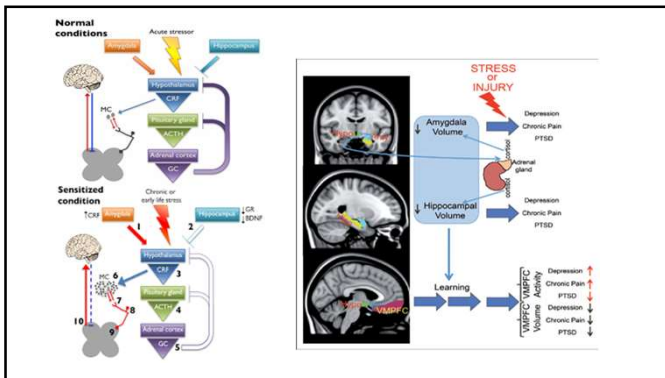 Normal
conditions
Acute stressor
Amygdala
Hippocampus
Hypothalamus
CRF
MC
Pituitary gland
ACTH
Adrenal cortex
GC
Sensitized
condition
Chronic or
early life stress
↑CRF
Amygdala
Hippocampus
↓GR
↓BDNF
1
2
Hypothalamus
3
CRF
MC
6
7
8
Pituitary gland
4
ACTH
10
9
Adrenal cortex
5
GC
STRESS
or
INJURY
Amygdala
Volume
Depression
Chronic Pain
PTSD
cortisol
Adrenal
gland
cortisol
Hippocampal
Volume
Depression
Chronic Pain
PTSD
Learning
VMPFC
VMPFC
Activity
VMPFC
Volume
Depression ↑
Chronic Pain ↑
PTSD ↓
Depression ↓
Chronic Pain ↓
PTSD ↓